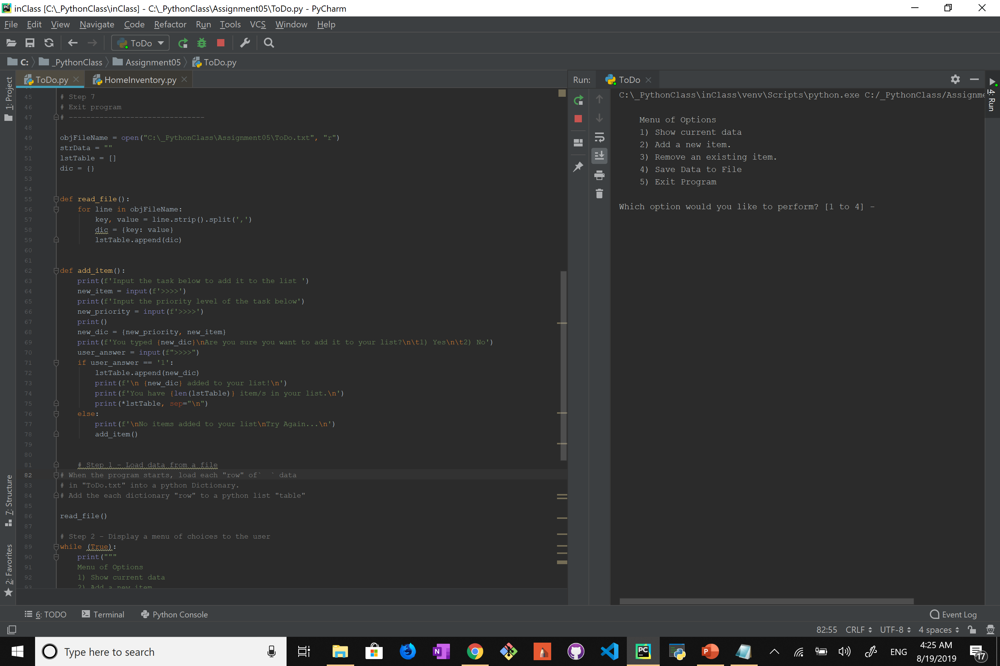 inClass [C:\_PythonClass\inClass] - C:\_PythonClass\Assignment05\ToDo.py - PyCharm
File Edit View Navigate Code Refactor Run Tools VCS Window Help
ToDo
C: _PythonClass Assignment05 ToDo.py
ToDo.py HomeInventory.py
Run: ToDo
1: Project
7: Structure
2: Favorites
4: Run
45 # Step 7
46 # Exit program
47 # -------------------------------
48
49 objFileName = open("C:\_PythonClass\Assignment05\ToDo.txt", "r")
50 strData = ""
51 lstTable = []
52 dic = {}
53
54
55 def read_file():
56 for line in objFileName:
57 key, value = line.strip().split(',')
58 dic = {key: value}
59 lstTable.append(dic)
60
61
62 def add_item():
63 print(f'Input the task below to add it to the list ')
64 new_item = input(f'>>>>')
65 print(f'Input the priority level of the task below')
66 new_priority = input(f'>>>>')
67 print()
68 new_dic = {new_priority, new_item}
69 print(f'You typed {new_dic}\nAre you sure you want to add it to your list?\n\t1) Yes\n\t2) No')
70 user_answer = input(f">>>>")
71 if user_answer == '1':
72 lstTable.append(new_dic)
73 print(f'\n {new_dic} added to your list!\n')
74 print(f'You have {len(lstTable)} item/s in your list.\n')
75 print(*lstTable, sep="\n")
76 else:
77 print(f'\nNo items added to your list\nTry Again...\n')
78 add_item()
79
80
81 # Step 1 - Load data from a file
82 # When the program starts, load each "row" of`  ` data
83 # in "ToDo.txt" into a python Dictionary.
84 # Add the each dictionary "row" to a python list "table"
85
86 read_file()
87
88 # Step 2 - Display a menu of choices to the user
89 while (True):
90 print("""
91 Menu of Options
92 1) Show current data
93 2) Add a new item
C:\_PythonClass\inClass\venv\Scripts\python.exe C:/_PythonClass/Assignme
Menu of Options
1) Show current data
2) Add a new item.
3) Remove an existing item.
4) Save Data to File
5) Exit Program
Which option would you like to perform? [1 to 4] -
6: TODO Terminal Python Console Event Log
82:55 CRLF UTF-8 4 spaces
Type here to search
ENG
4:25 AM
8/19/2019
17